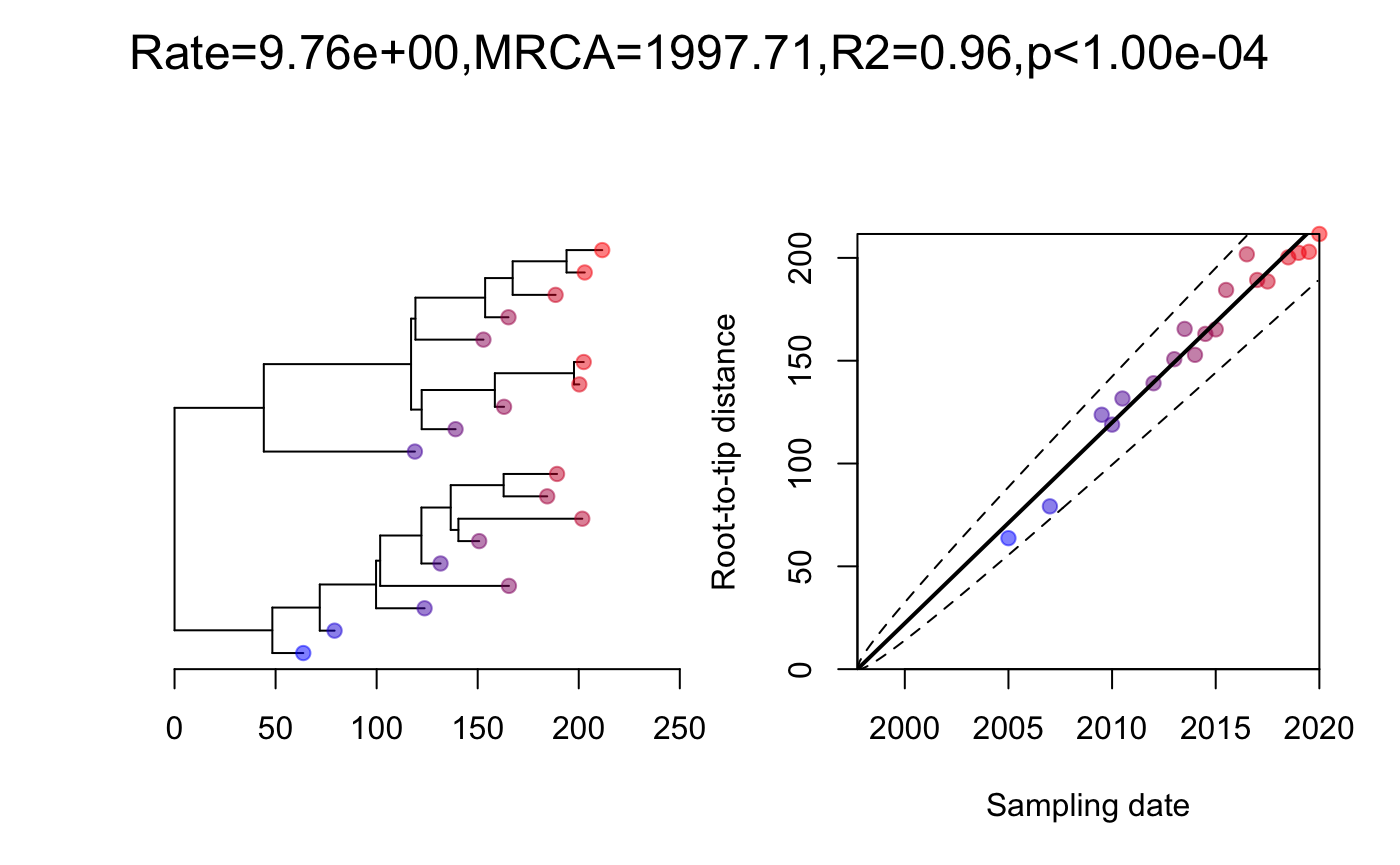 Rate=9.76e+00,MRCA=1997.71,R2=0.96,p<1.00e-04
0 50 100 150 200 250
Root-to-tip distance
0 50 100 150 200
2000 2005 2010 2015 2020
Sampling date